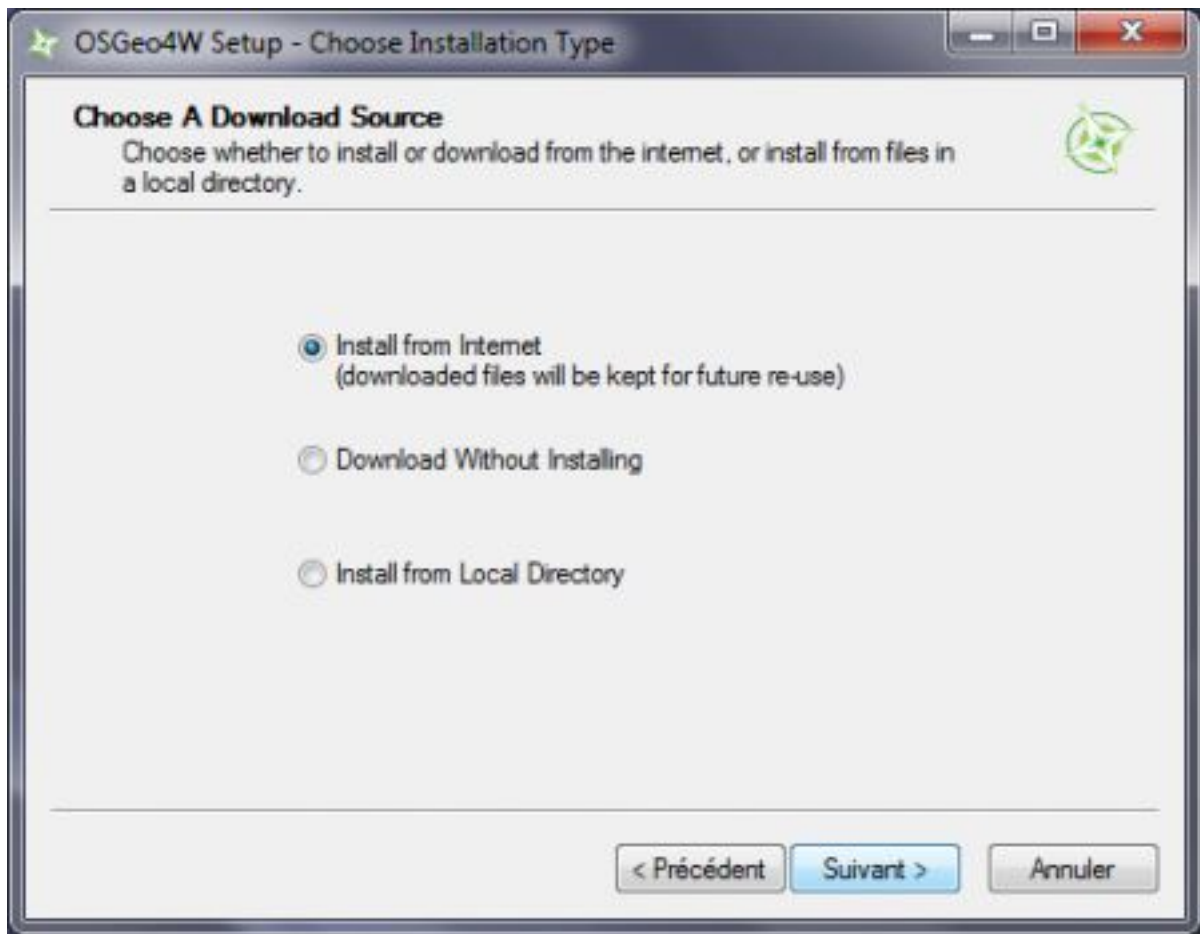 OSGeo4W Setup - Choose Installation Type
Choose A Download Source
Choose whether to install or download from the internet, or install from files in
a local directory.
Install from Internet
(downloaded files will be kept for future re-use)
Download Without Installing
Install from Local Directory
< Précédent
Suivant >
Annuler